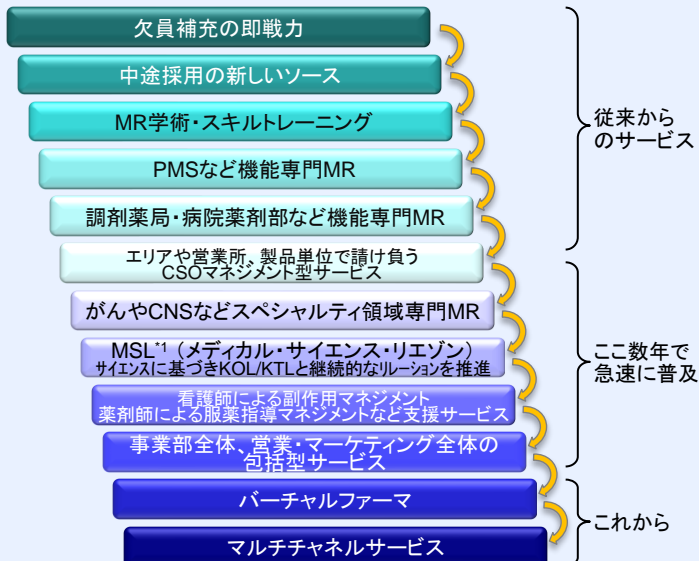 欠員補充の即戦力
中途採用の新しいソース
MR学術・スキルトレーニング
PMSなど機能専門MR
調剤薬局・病院薬剤部など機能専門MR
従来から
のサービス
エリアや営業所、製品単位で請け負う
CSOマネジメント型サービス
がんやCNSなどスペシャルティ領域専門MR
MSL*1（メディカル・サイエンス・リエゾン）
サイエンスに基づきKOL/KTLと継続的なリレーションを推進
看護師による副作用マネジメント
薬剤師による服薬指導マネジメントなど支援サービス
事業部全体、営業・マーケティング全体の
包括型サービス
ここ数年で
急速に普及
バーチャルファーマ
マルチチャネルサービス
これから